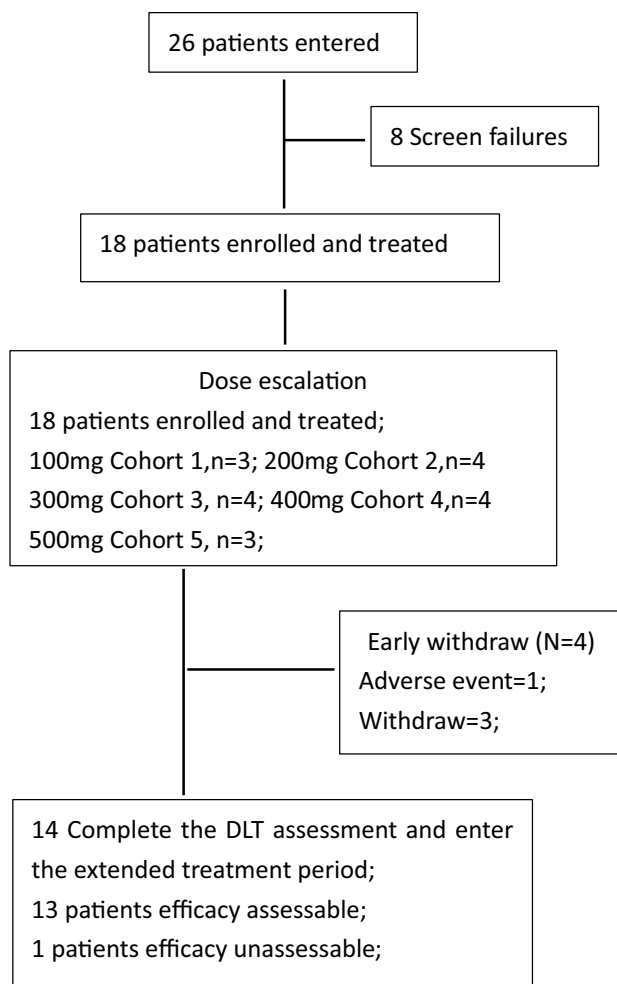 26 patients entered
8 Screen failures
18 patients enrolled and treated
Dose escalation
18 patients enrolled and treated;
100mg Cohort 1,n=3; 200mg Cohort 2,n=4
300mg Cohort 3, n=4; 400mg Cohort 4,n=4
500mg Cohort 5, n=3;
Early withdraw (N=4)
Adverse event=1;
Withdraw=3;
14 Complete the DLT assessment and enter
the extended treatment period;
13 patients efficacy assessable;
1 patients efficacy unassessable;